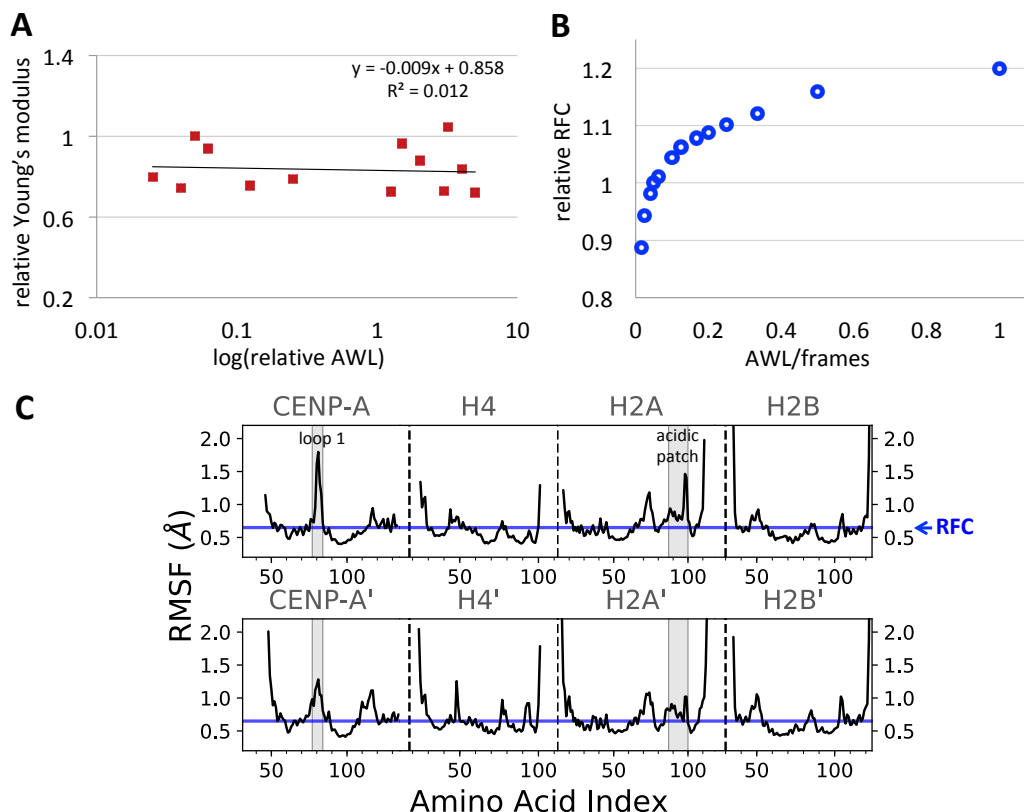 A
1.4
1
0.6
0.2
relative Young's modulus
y = -0.009x + 0.858
R² = 0.012
0.01 0.1 1 10
log(relative AWL)
B
1.2
1.1
1
0.9
0.8
relative RFC
0 0.2 0.4 0.6 0.8 1
AWL/frames
C
CENP-A H4 H2A H2B
loop 1
acidic
patch
2.0 2.0
1.5 1.5
1.0 1.0
0.5 0.5
RFC
50 100 50 100 50 100 50 100
RMSF (Å)
CENP-A' H4' H2A' H2B'
2.0 2.0
1.5 1.5
1.0 1.0
0.5 0.5
50 100 50 100 50 100 50 100
Amino Acid Index